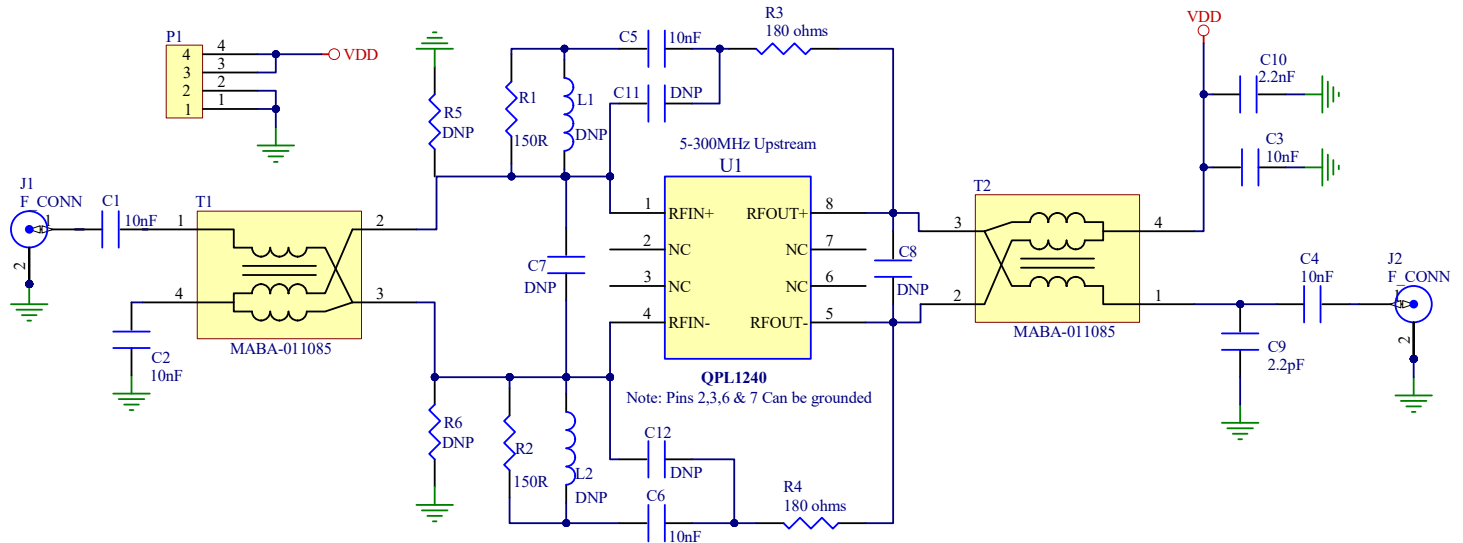 P1
4
3
2
1
4
3
2
1
VDD
R5
DNP
R1
150R
L1
DNP
C5
10nF
C11
DNP
R3
180 ohms
VDD
C10
2.2nF
C3
10nF
J1
F_CONN
1
2
C1
10nF
T1
1
2
4
3
MABA-011085
C2
10nF
C7
DNP
5-300MHz Upstream
U1
1
RFIN+
RFOUT+
8
2
NC
NC
7
3
NC
NC
6
4
RFIN-
RFOUT-
5
QPL1240
Note: Pins 2,3,6 & 7 Can be grounded
C8
DNP
T2
3
4
2
1
MABA-011085
C4
10nF
J2
F_CONN
1
2
C9
2.2pF
R6
DNP
R2
150R
L2
DNP
C12
DNP
C6
10nF
R4
180 ohms